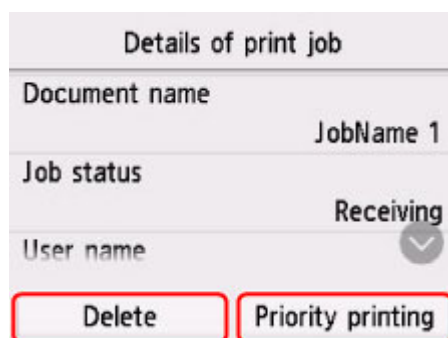 Details of print job
Document name
JobName 1
Job status
Receiving
User name
Delete
Priority printing